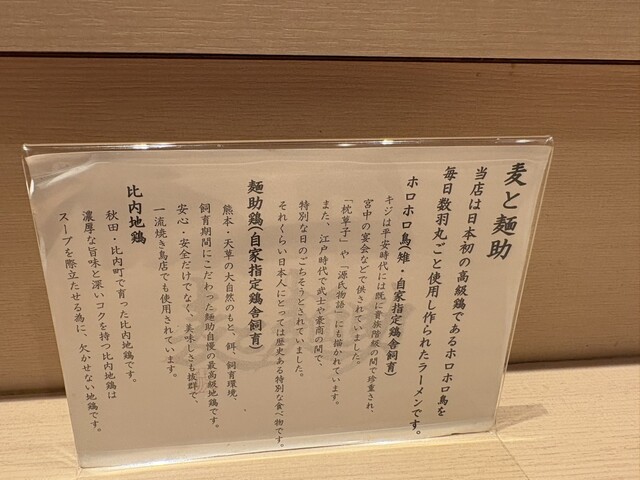 麦と麺助
当店は日本初の高級鶏であるホロホロ鳥を
毎日数羽丸ごと使用し作られたラーメンです。
ホロホロ鳥(雉・自家指定鶏舎飼育)
キジは平安時代には既に貴族階級の間で珍重され、
宮中の宴会などで供されていました。
「枕草子」や「源氏物語」にも描かれています。
また、江戸時代で武士や豪商の間で、
特別な日のごちそうとされていました。
それくらい日本人にとっては歴史ある特別な食べ物です。
麺助鶏(自家指定鶏舎飼育)
熊本・天草の大自然のもと、餌、飼育環境、
飼育期間にこだわった麺助自慢の最高級地鶏です。
安心・安全だけでなく、美味しさも抜群で、
一流焼き鳥店でも使用されています。
比内地鶏
秋田・比内町で育った比内地鶏です。
濃厚な旨味と深いコクを持つ比内地鶏は
スープを際立たせる為に、欠かせない地鶏です。